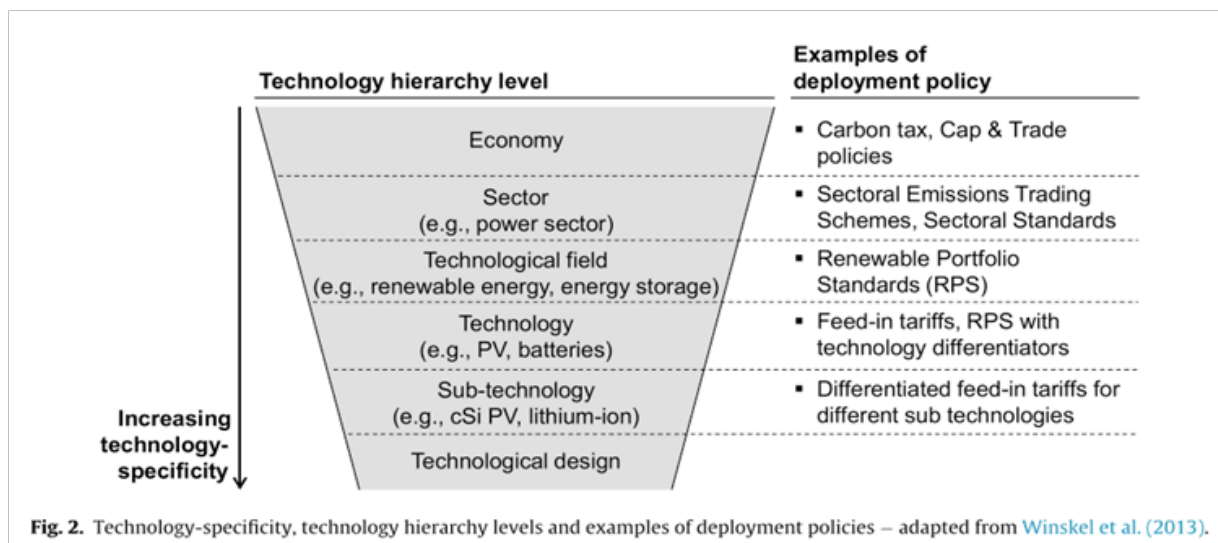 Technology hierarchy level
Examples of
deployment policy
Economy
▪ Carbon tax, Cap & Trade
policies
Sector
(e.g., power sector)
▪ Sectoral Emissions Trading
Schemes, Sectoral Standards
Technological field
(e.g., renewable energy, energy storage)
▪ Renewable Portfolio
Standards (RPS)
Technology
(e.g., PV, batteries)
▪ Feed-in tariffs, RPS with
technology differentiators
Sub-technology
(e.g., cSi PV, lithium-ion)
▪ Differentiated feed-in tariffs for
different sub technologies
Technological design
Increasing
technology-
specificity
Fig. 2. Technology-specificity, technology hierarchy levels and examples of deployment policies – adapted from Winskel et al. (2013).